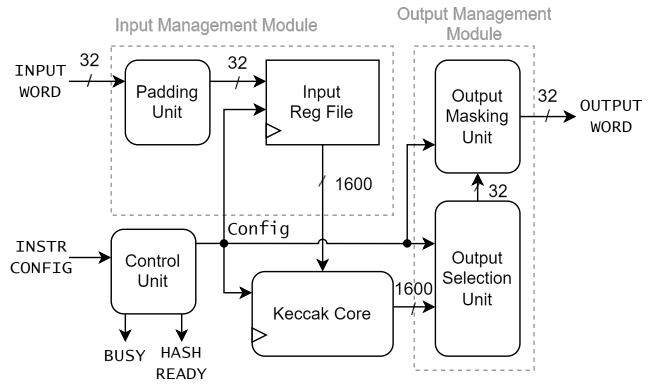 Input Management Module
Output Management
Module
INPUT
WORD
32
Padding
Unit
32
Input
Reg File
1600
Output
Masking
Unit
32
OUTPUT
WORD
32
INSTR
CONFIG
Control
Unit
Config
Keccak Core
1600
Output
Selection
Unit
BUSY
HASH
READY